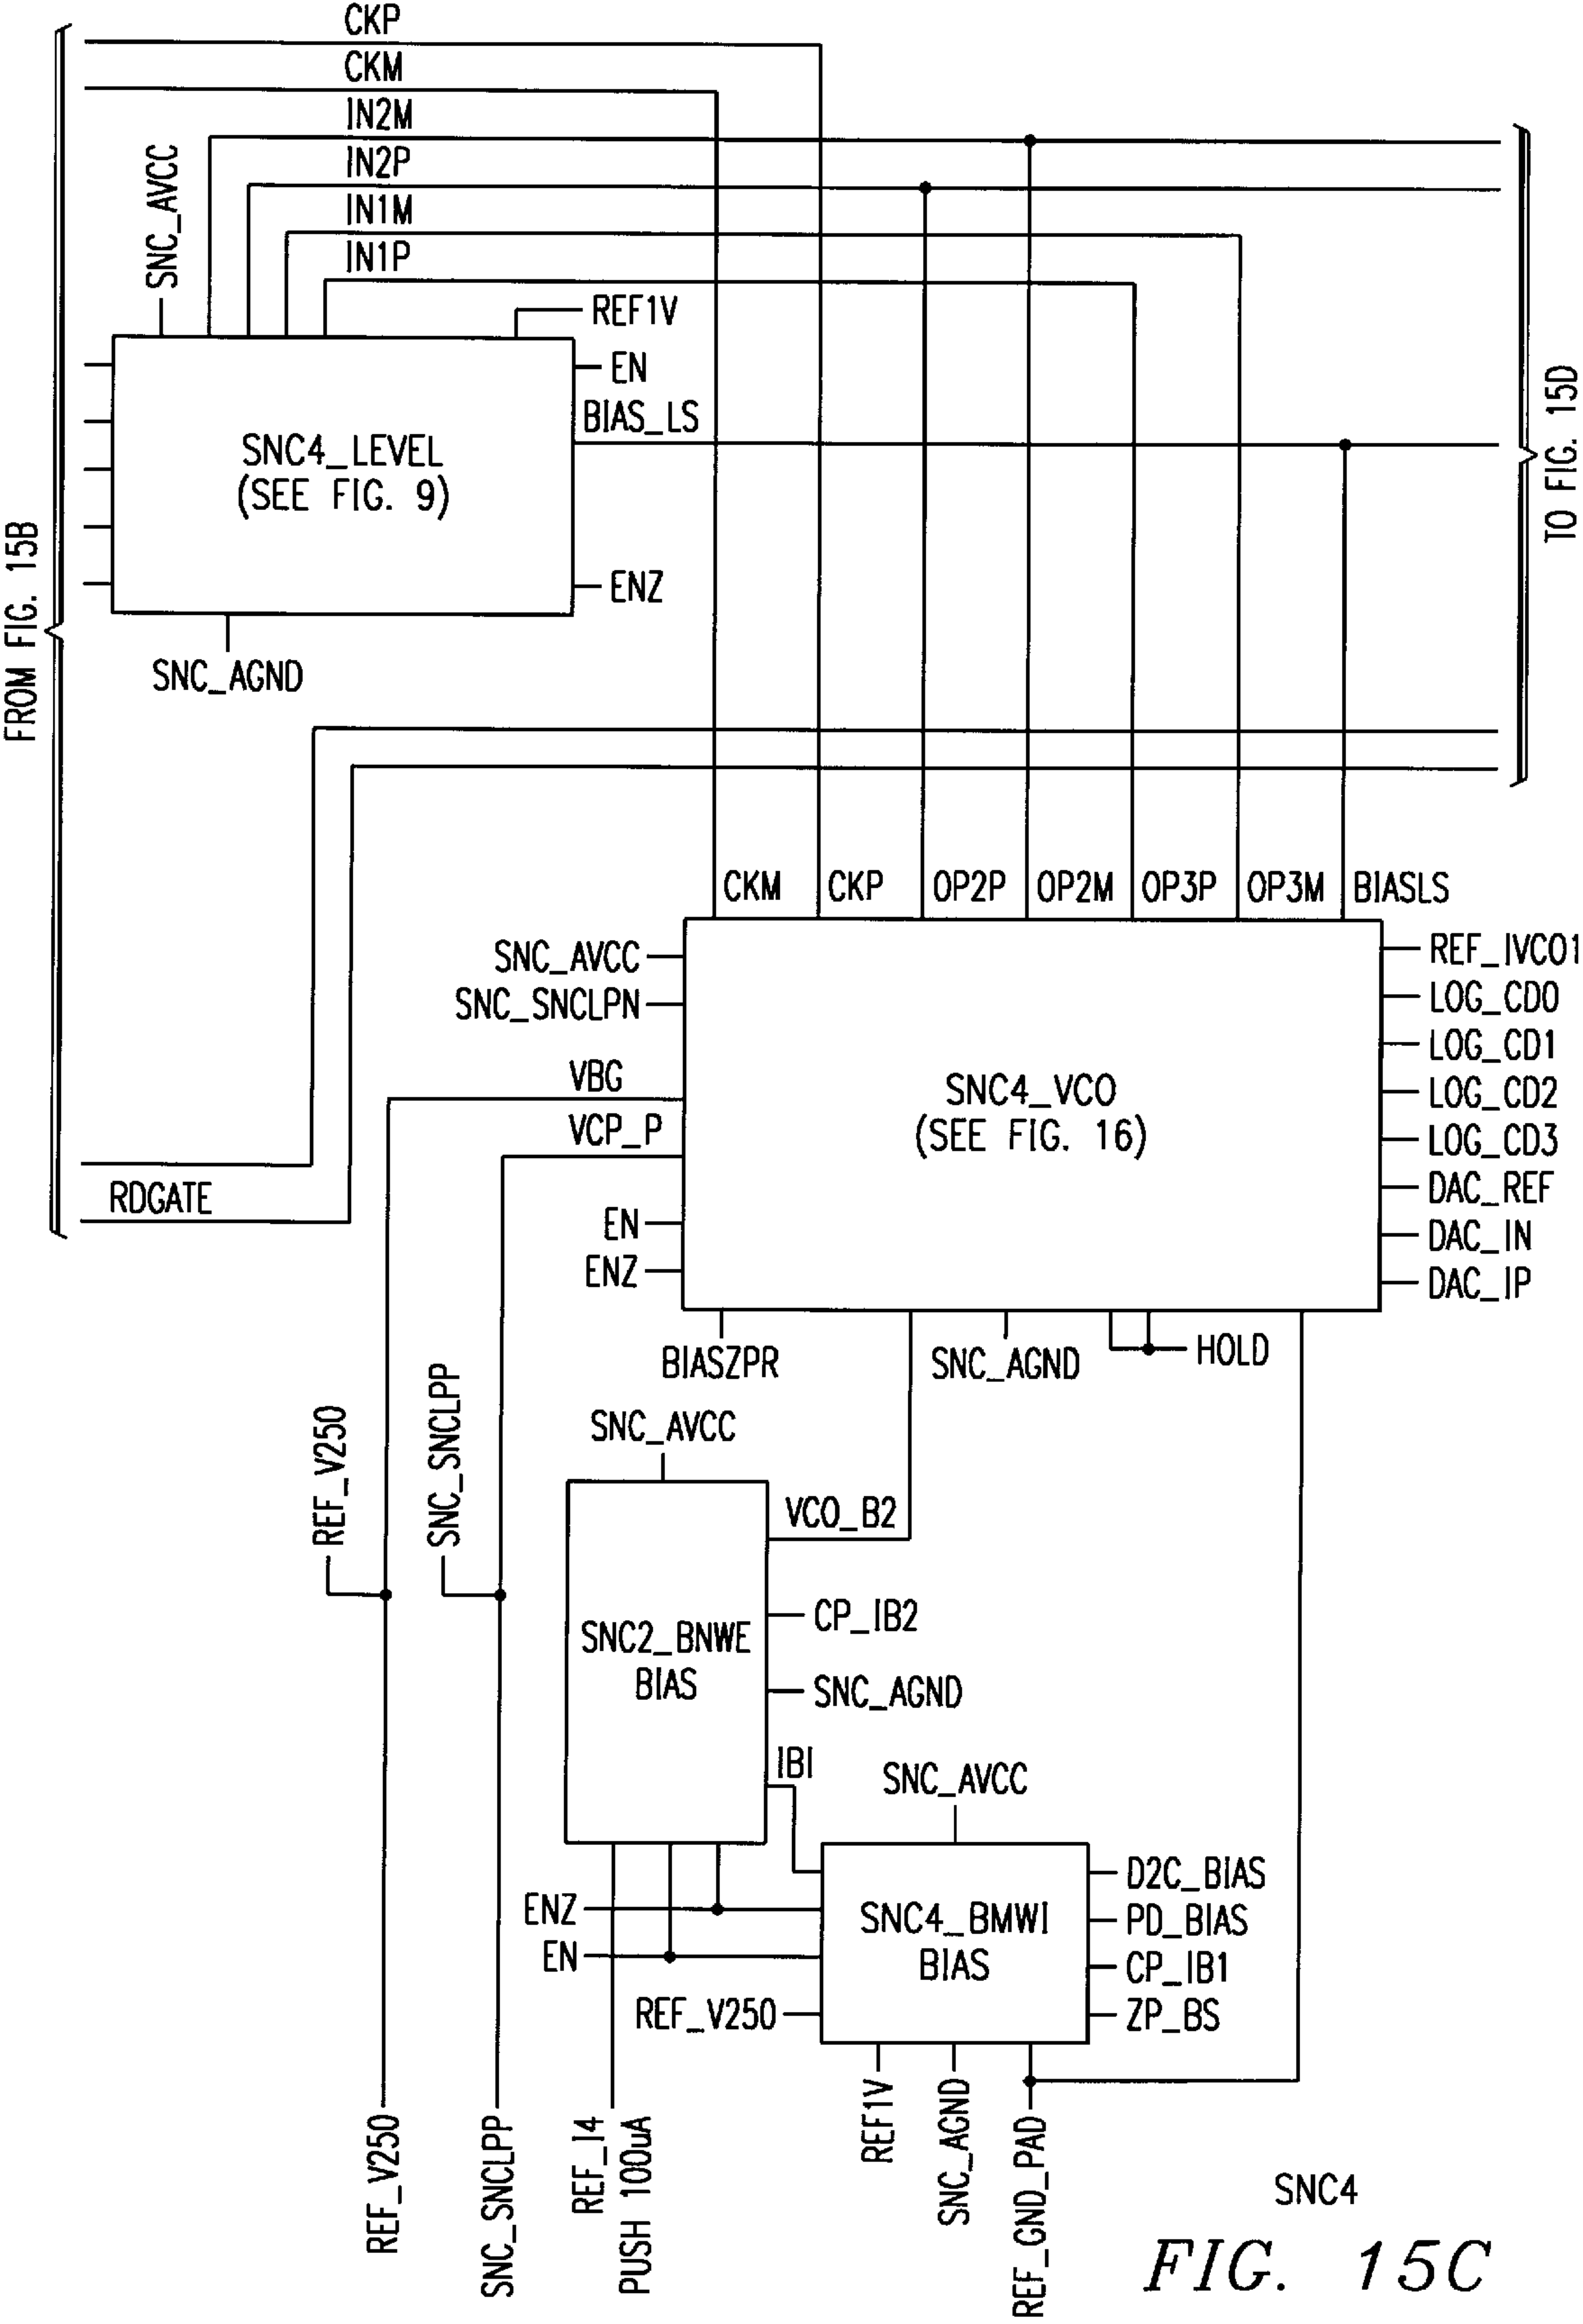 CKP
CKM
IN2M
IN2P
IN1M
IN1P
SNC_AVCC
REF1V
EN
BIAS_LS
SNC4_LEVEL
(SEE FIG. 9)
ENZ
SNC_AGND
FROM FIG. 15B
TO FIG. 15D
CKM
CKP
OP2P
OP2M
OP3P
OP3M
BIASLS
SNC_AVCC
SNC_SNCLPN
VBG
VCP_P
RDGATE
EN
ENZ
SNC4_VCO
(SEE FIG. 16)
REF_IVCO1
LOG_CD0
LOG_CD1
LOG_CD2
LOG_CD3
DAC_REF
DAC_IN
DAC_IP
BIASZPR
SNC_AGND
HOLD
REF_V250
SNC_SNCLPP
SNC_AVCC
VCO_B2
SNC2_BNWE
BIAS
CP_IB2
SNC_AGND
IBI
SNC_AVCC
ENZ
EN
REF_V250
SNC4_BMWI
BIAS
D2C_BIAS
PD_BIAS
CP_IB1
ZP_BS
REF_V250
SNC_SNCLPP
REF_I4
PUSH 100uA
REF1V
SNC_AGND
REF_GND_PAD
SNC4
FIG. 15C